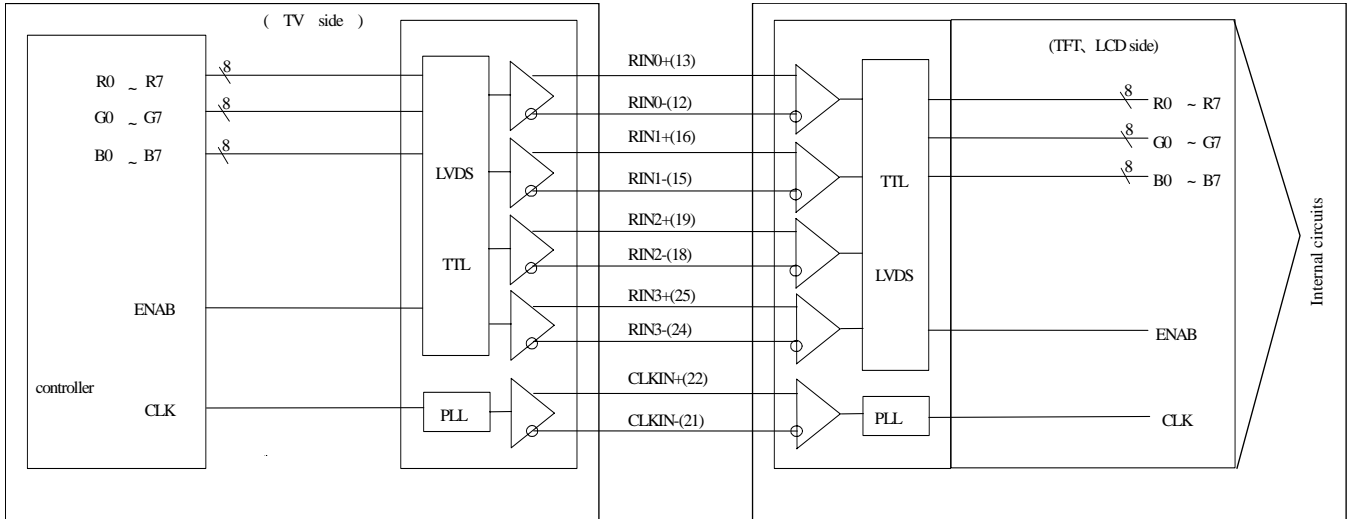 ( TV side )
(TFT、LCD side)
8
R0 ~ R7
8
G0 ~ G7
8
B0 ~ B7
ENAB
controller
CLK
LVDS
TTL
PLL
RIN0+(13)
RIN0-(12)
RIN1+(16)
RIN1-(15)
RIN2+(19)
RIN2-(18)
RIN3+(25)
RIN3-(24)
CLKIN+(22)
CLKIN-(21)
TTL
LVDS
PLL
8
R0 ~ R7
8
G0 ~ G7
8
B0 ~ B7
ENAB
CLK
Internal circuits